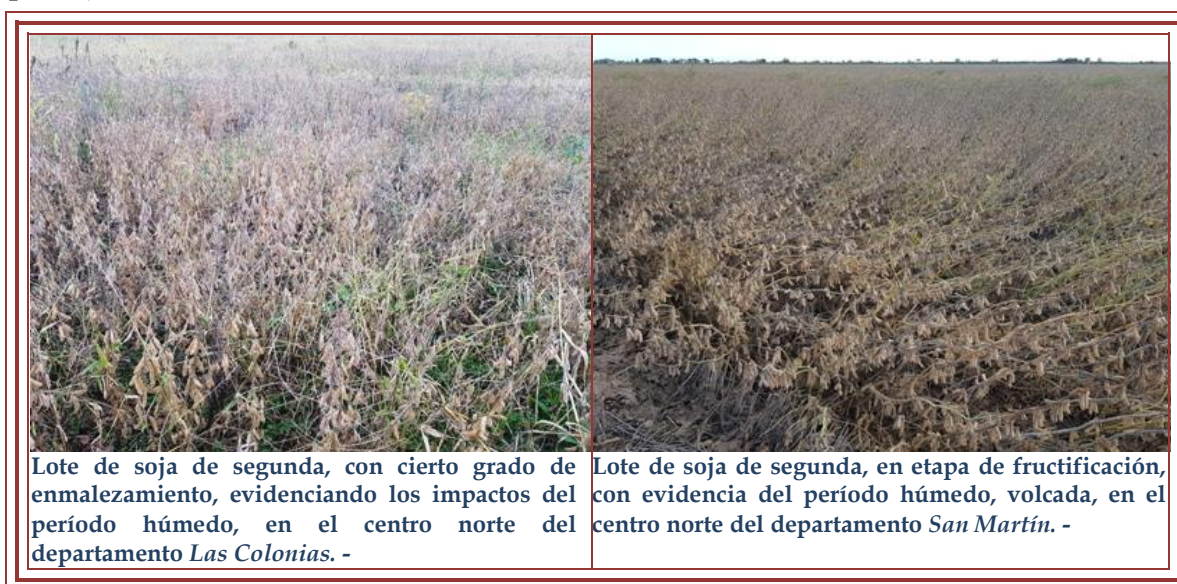 Lote de soja de segunda, con cierto grado de
enmalezamiento, evidenciando los impactos del
período húmedo, en el centro norte del
departamento Las Colonias. -
Lote de soja de segunda, en etapa de fructificación,
con evidencia del período húmedo, volcada, en el
centro norte del departamento San Martín. -